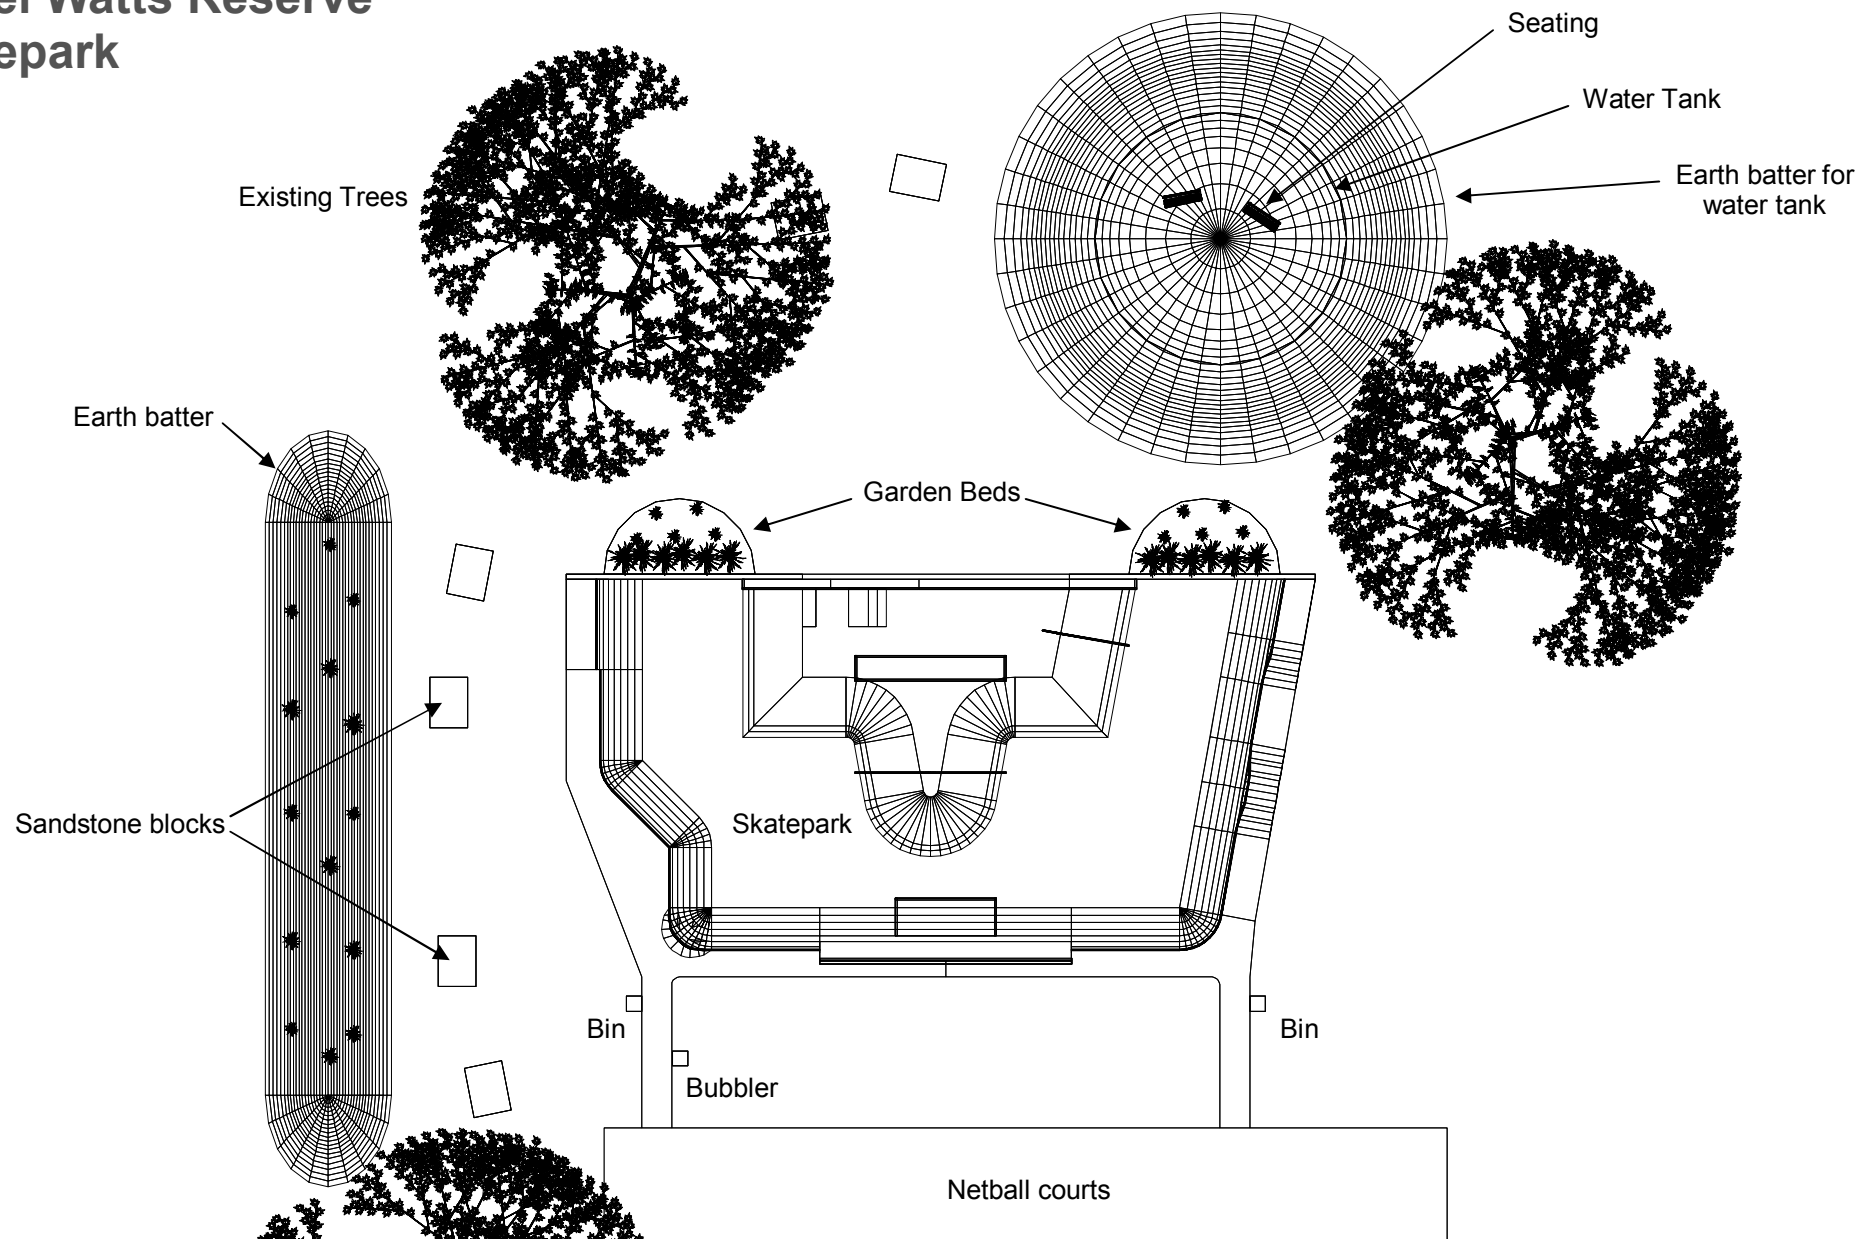 Watts Reserve
epark
Seating
Water Tank
Existing Trees
Earth batter for
water tank
Earth batter
Garden Beds
Sandstone blocks
Skatepark
Bin
Bin
Bubbler
Netball courts